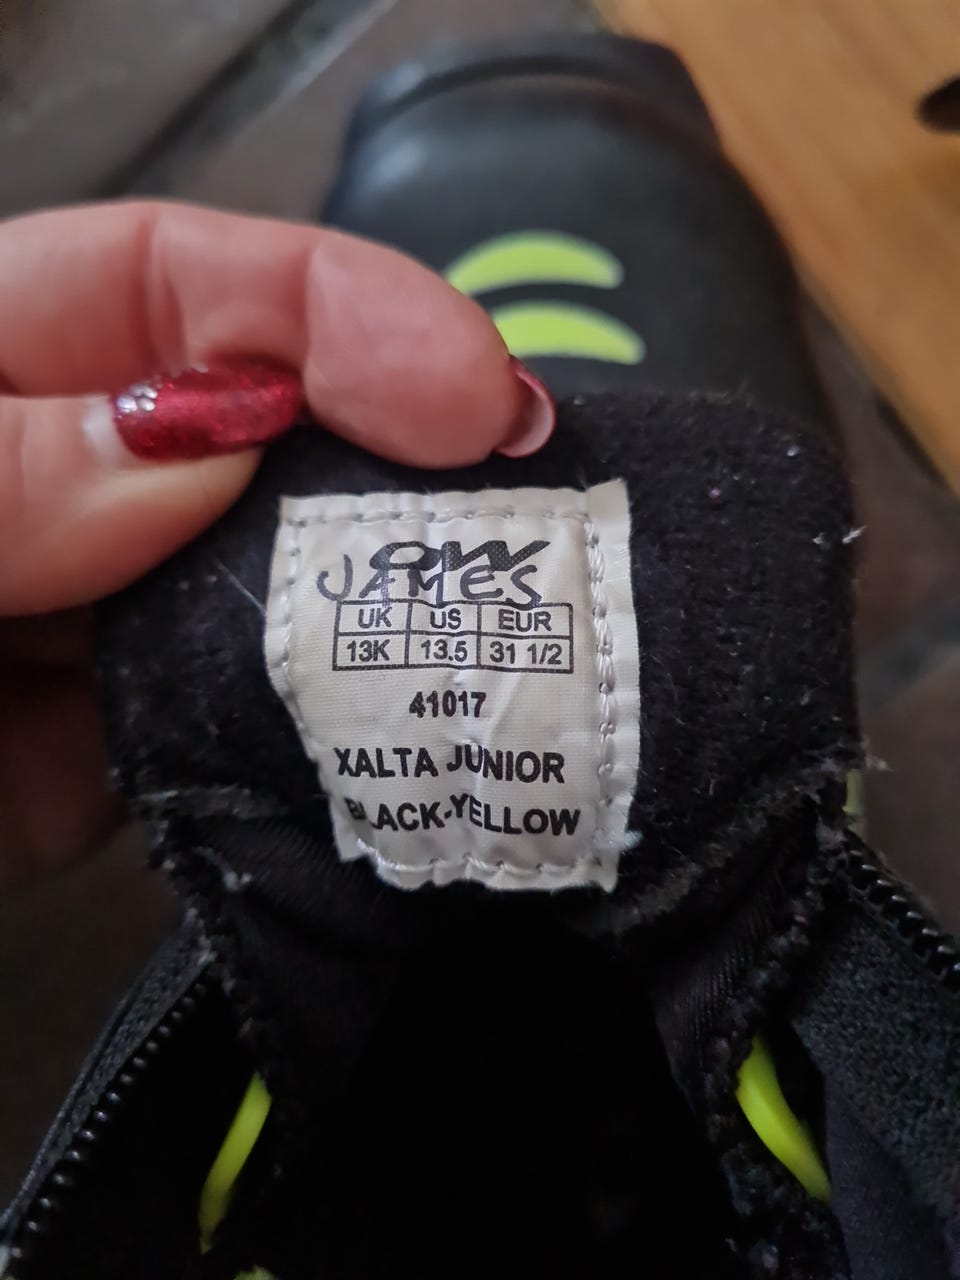 ow
JAMES
UK US EUR
13K 13.5 31 1/2
41017
XALTA JUNIOR
BLACK-YELLOW